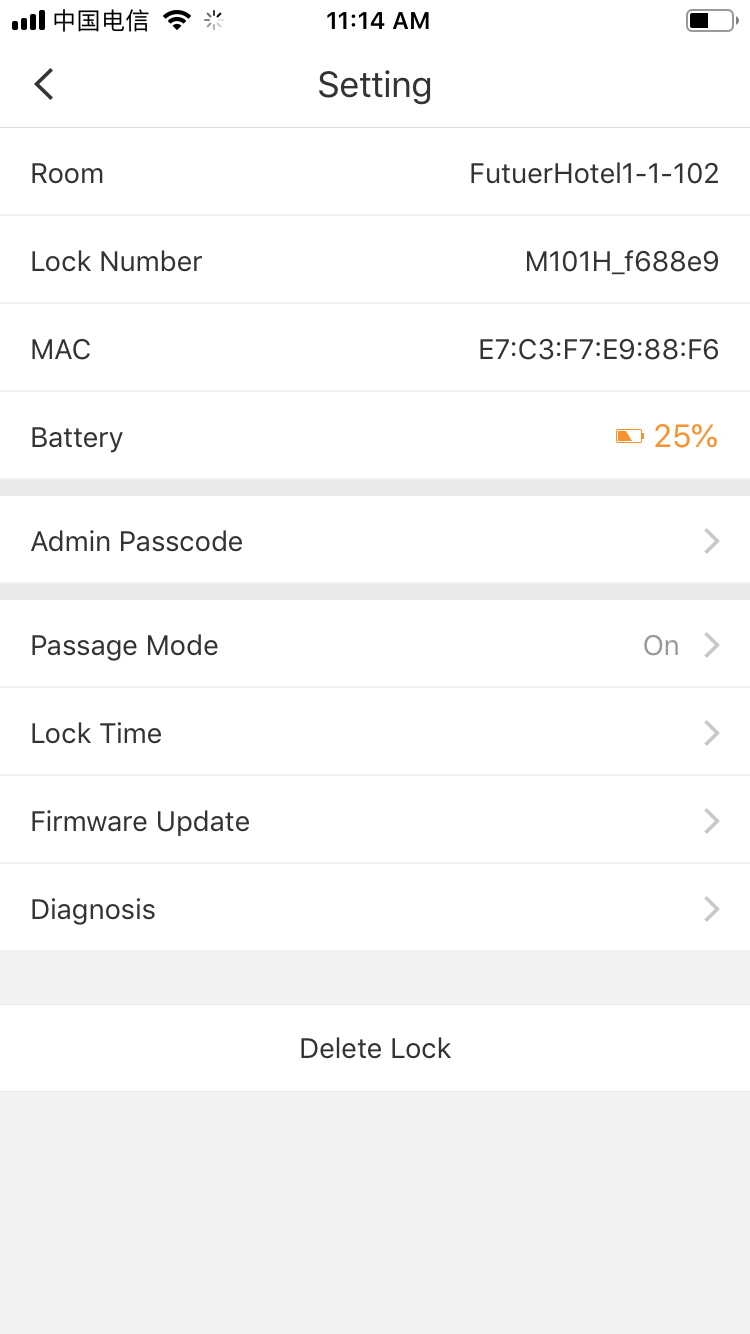 中国电信 11:14 AM
Setting
Room FutuerHotel1-1-102
Lock Number M101H_f688e9
MAC E7:C3:F7:E9:88:F6
Battery 25%
Admin Passcode
Passage Mode On
Lock Time
Firmware Update
Diagnosis
Delete Lock